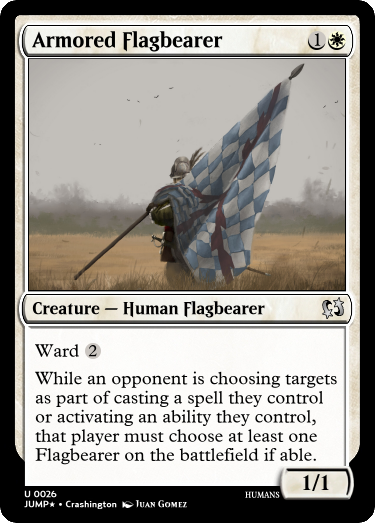 Armored Flagbearer 1
Creature — Human Flagbearer
Ward 2
While an opponent is choosing targets
as part of casting a spell they control
or activating an ability they control,
that player must choose at least one
Flagbearer on the battlefield if able.
1/1
U 0026
JUMP★ • Crashington Juan Gomez
HUMANS